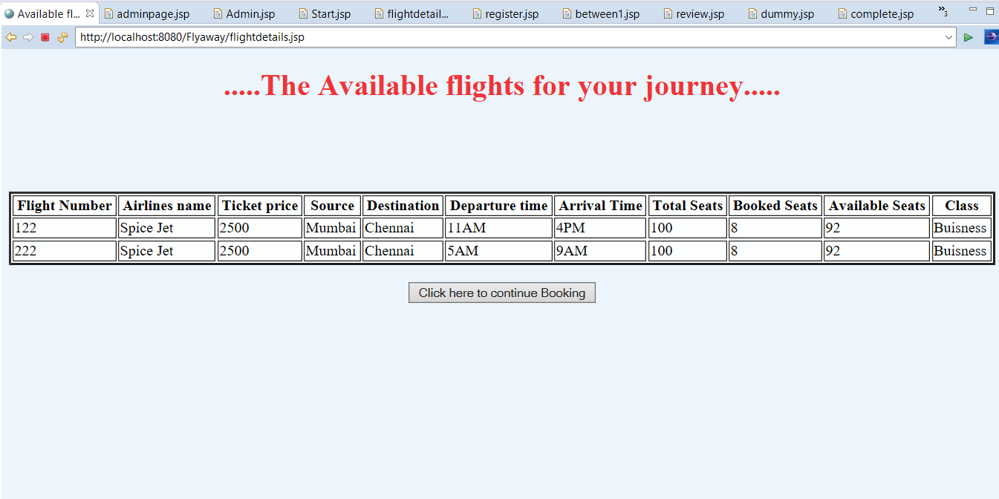 Available fl... adminpage.jsp Admin.jsp Start.jsp flightdetail... register.jsp between1.jsp review.jsp dummy.jsp complete.jsp »3
http://localhost:8080/Flyaway/flightdetails.jsp
.....The Available flights for your journey.....
Flight Number Airlines name Ticket price Source Destination Departure time Arrival Time Total Seats Booked Seats Available Seats Class
122 Spice Jet 2500 Mumbai Chennai 11AM 4PM 100 8 92 Buisness
222 Spice Jet 2500 Mumbai Chennai 5AM 9AM 100 8 92 Buisness
Click here to continue Booking